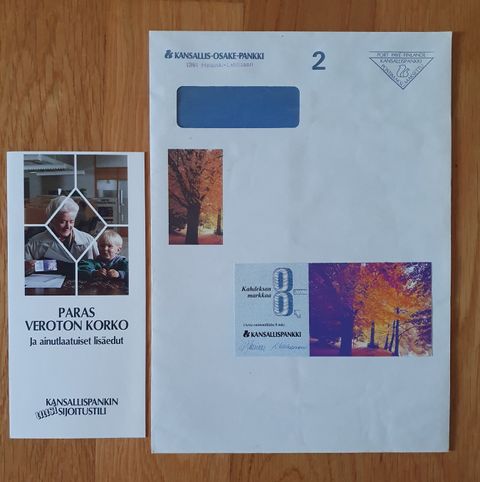 KANSALLIS-OSAKE-PANKKI
2
PORT PAYÉ-FINLANDE
KANSALLISPANKKI
PARAS
VEROTON KORKO
Ja ainutlaatuiset lisäedut
KANSALLISPANKIN
SIJOITUSTILI
Kahdeksan
markkaa
8
KANSALLISPANKKI